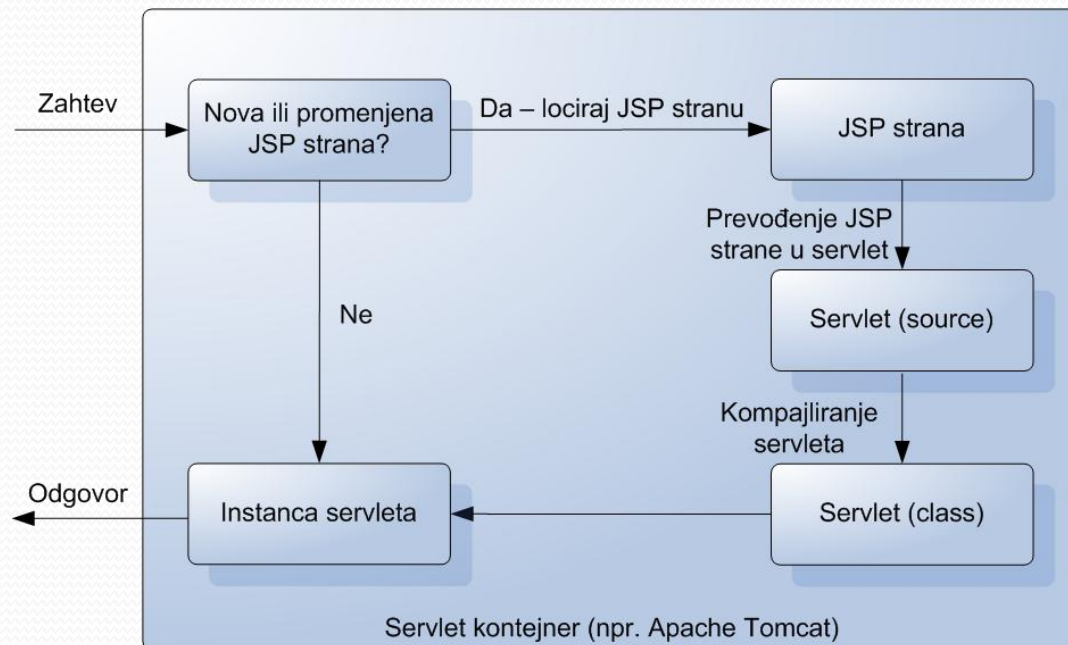 Zahtev
Nova ili promenjena
JSP strana?
Da – lociraj JSP stranu
JSP strana
Prevođenje JSP
strane u servlet
Servlet (source)
Ne
Kompajliranje
servleta
Odgovor
Instanca servleta
Servlet (class)
Servlet kontejner (npr. Apache Tomcat)